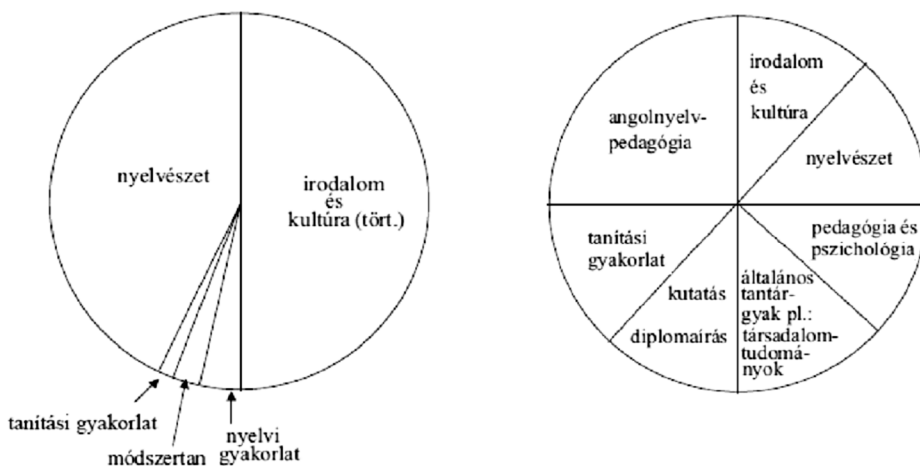 nyelvészet
irodalom
és
kultúra (tört.)
tanítási gyakorlat
módszertan
nyelvi
gyakorlat
angolnyelv-
pedagógia
irodalom
és
kultúra
nyelvészet
pedagógia és
pszichológia
általános
tantár-
gyak pl.:
társadalom-
tudomá-
nyok
kutatás
diplomaírás
tanítási
gyakorlat